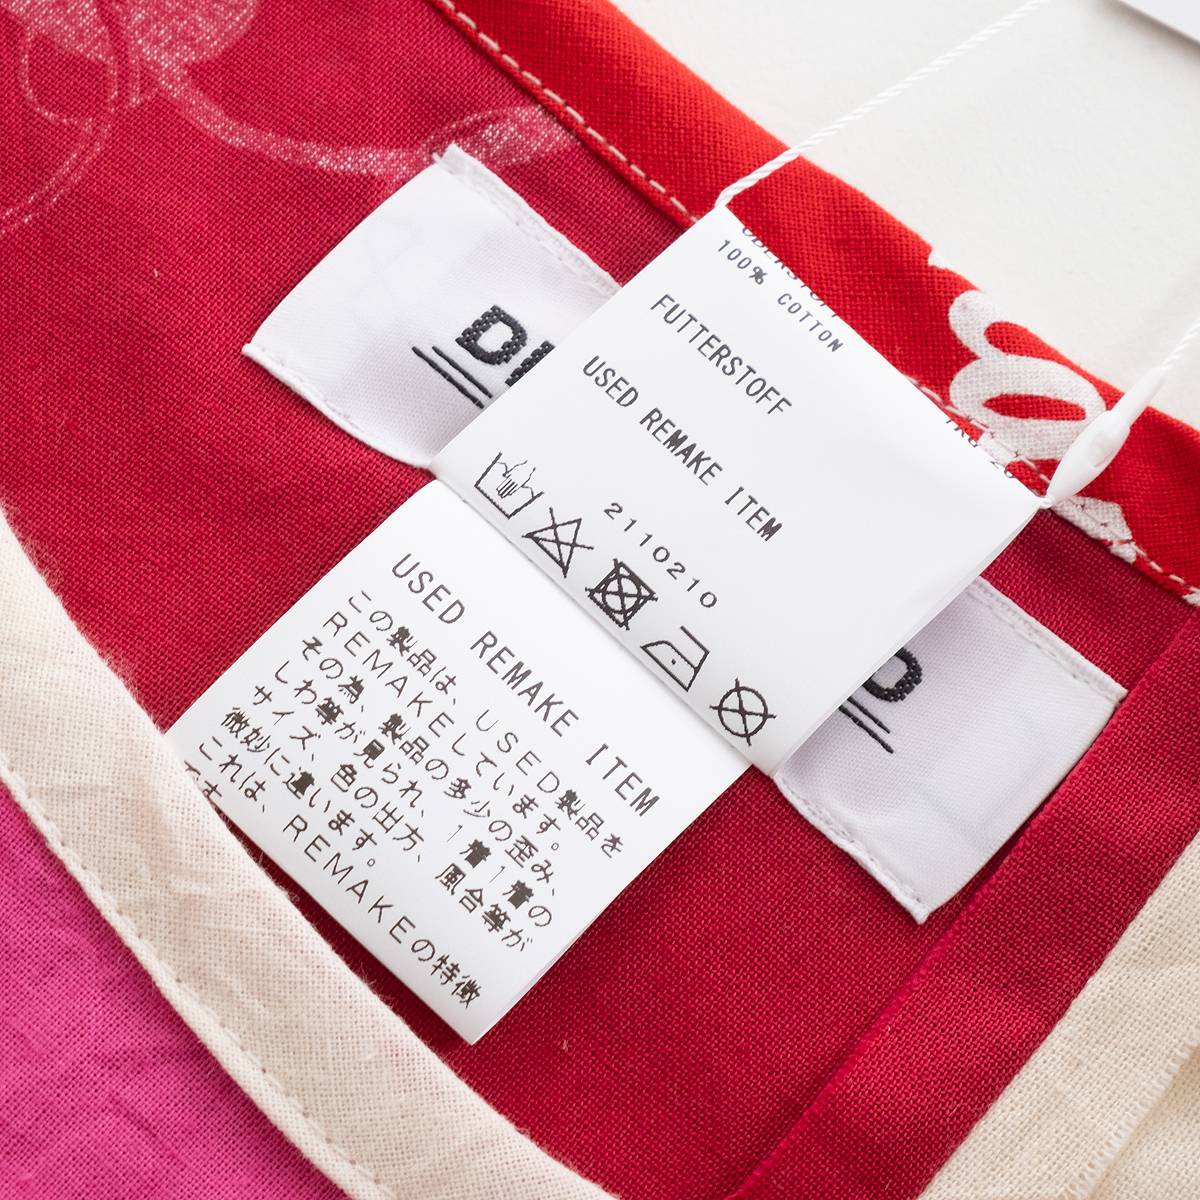 100% COTTON
FUTTERSTOFF
USED REMAKE ITEM
2110210
USED REMAKE ITEM
この製品は、USED製品を
REMAKEしています。
その為、製品の多少の歪み、
しわ等が見られ、1着1着の
サイズ、色の出方、風合等が
微妙に違います。
これは、REMAKEの特徴